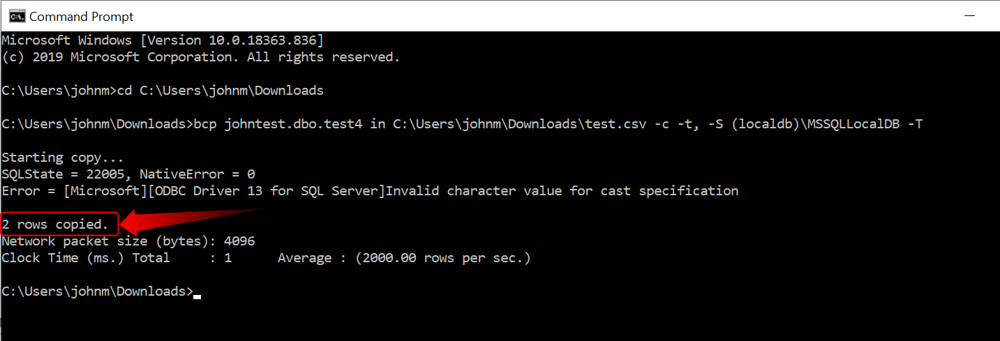 Command Prompt
Microsoft Windows [Version 10.0.18363.836]
(c) 2019 Microsoft Corporation. All rights reserved.
C:\Users\johnm>cd C:\Users\johnm\Downloads
C:\Users\johnm\Downloads>bcp johntest.dbo.test4 in C:\Users\johnm\Downloads\test.csv -c -t, -S (localdb)\MSSQLLocalDB -T
Starting copy...
SQLState = 22005, NativeError = 0
Error = [Microsoft][ODBC Driver 13 for SQL Server]Invalid character value for cast specification
2 rows copied.
Network packet size (bytes): 4096
Clock Time (ms.) Total     : 1      Average : (2000.00 rows per sec.)
C:\Users\johnm\Downloads>